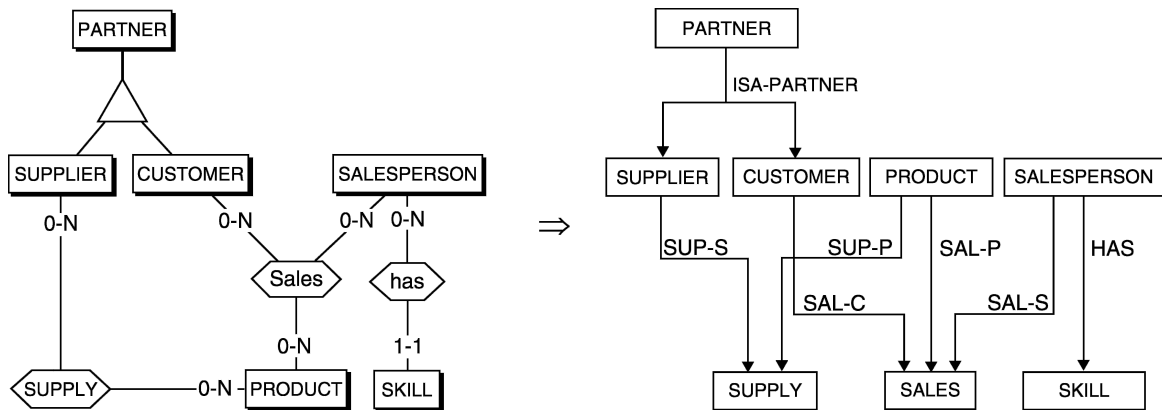 PARTNER
SUPPLIER CUSTOMER SALESPERSON
0-N 0-N 0-N 0-N
Sales has
0-N 1-1
SUPPLY 0-N PRODUCT SKILL
⇒
PARTNER
ISA-PARTNER
SUPPLIER CUSTOMER PRODUCT SALESPERSON
SUP-S SUP-P SAL-P HAS
SAL-C SAL-S
SUPPLY SALES SKILL